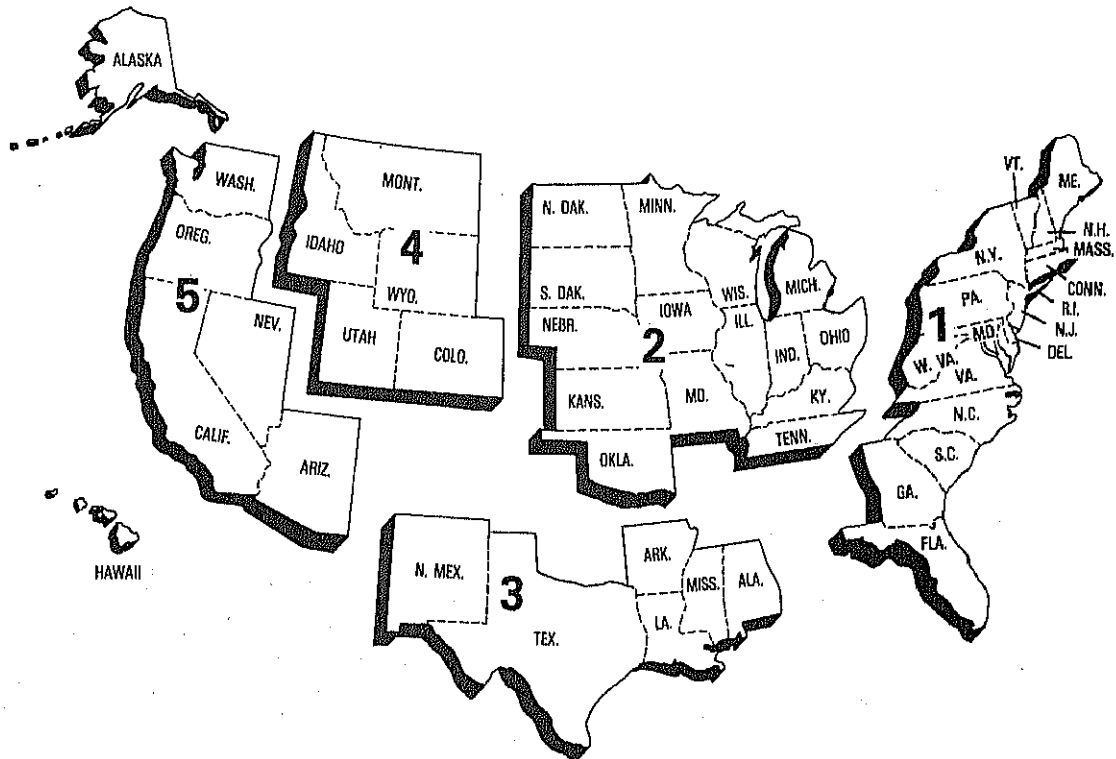 ALASKA
WASH.
OREG.
5
NEV.
CALIF.
ARIZ.
HAWAII
MONT.
IDAHO
4
WYO.
UTAH
COLO.
N. DAK.
MINN.
S. DAK.
WIS.
MICH.
NEBR.
IOWA
2
ILL.
IND.
OHIO
KANS.
MO.
KY.
OKLA.
TENN.
N. MEX.
3
TEX.
ARK.
LA.
MISS.
ALA.
VT.
ME.
N.H.
MASS.
N.Y.
CONN.
R.I.
N.J.
DEL.
PA.
1
MD.
W. VA.
VA.
N.C.
S.C.
GA.
FLA.